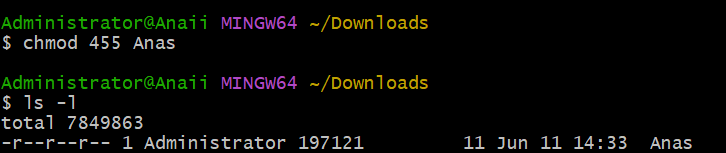 Administrator@Anaii MINGW64 ~/Downloads
$ chmod 455 Anas
Administrator@Anaii MINGW64 ~/Downloads
$ ls -l
total 7849863
-r--r--r-- 1 Administrator 197121         11 Jun 11 14:33  Anas